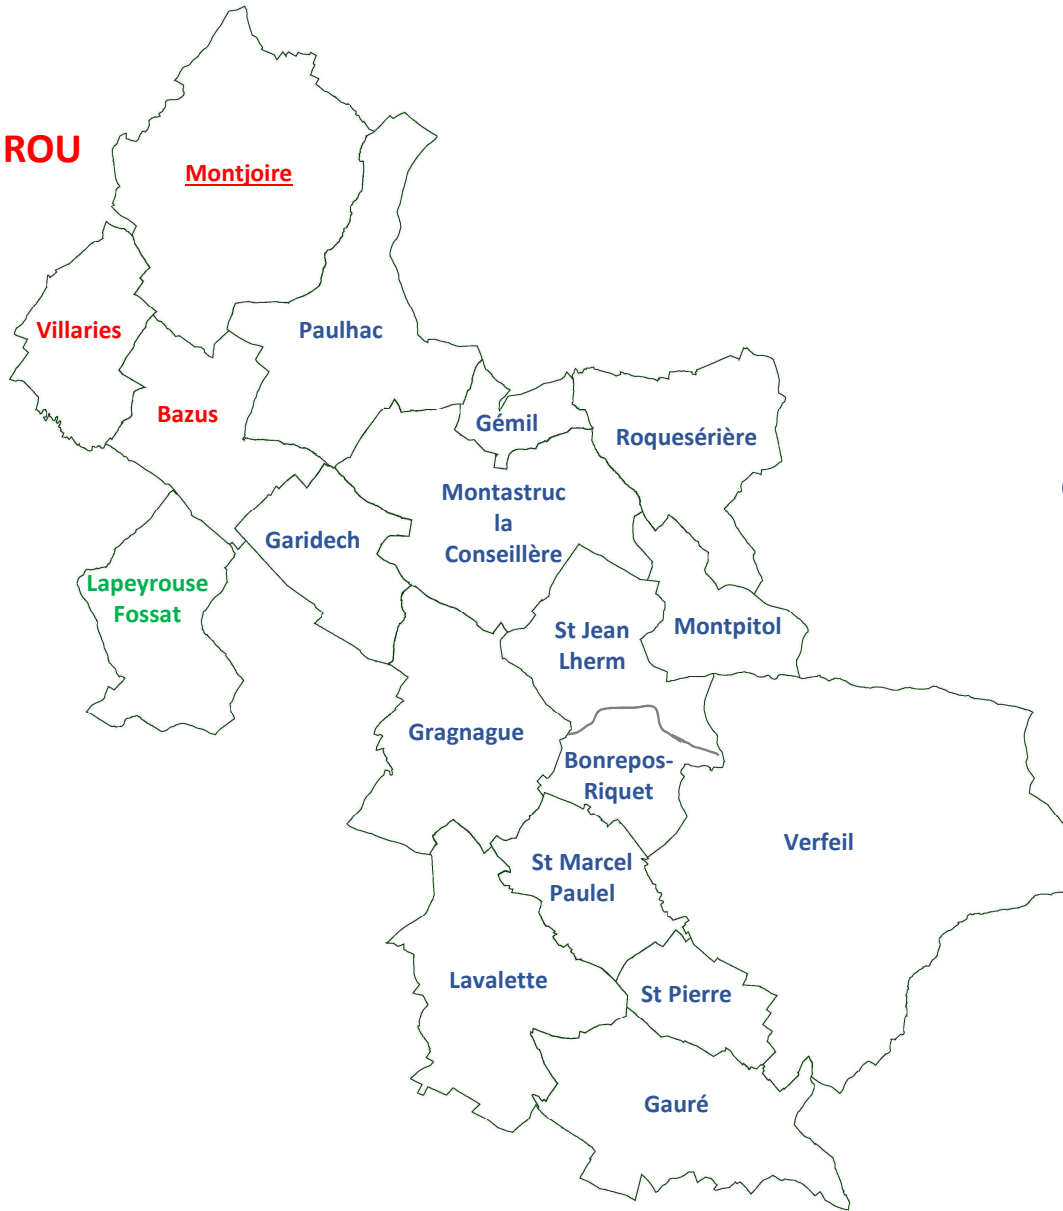 ROU
Montjoire
Villaries
Paulhac
Bazus
Gémil
Roquesérière
Montastruc
la
Conseillère
Garidech
Lapeyrouse
Fossat
St Jean
Lherm
Montpitol
Gragnague
Bonrepos-
Riquet
Verfeil
St Marcel
Paulel
Lavalette
St Pierre
Gauré